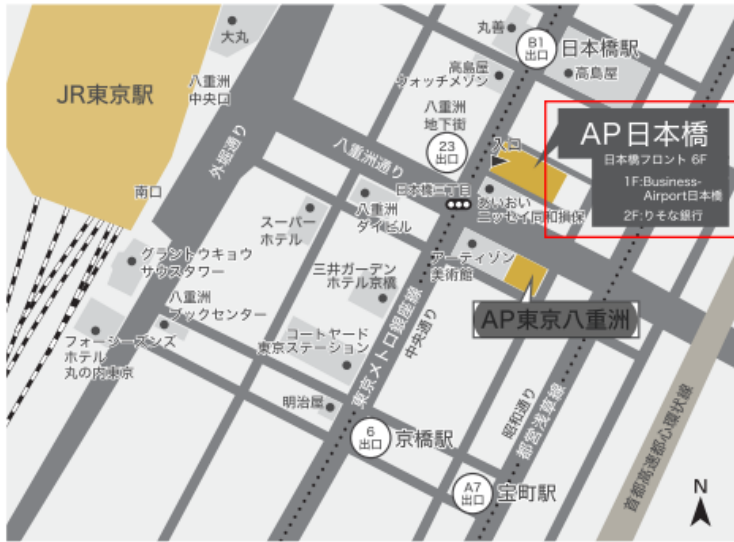 丸善
B1
出口
日本橋駅
大丸
高島屋
ウォッチメゾン
高島屋
JR東京駅
八重洲
中央口
八重洲
地下街
23
出口
入口
AP日本橋
日本橋フロント 6F
1F:Business-
Airport日本橋
2F:りそな銀行
外堀通り
八重洲通り
日本橋三丁目
あいおい
ニッセイ同和損保
南口
スーパー
ホテル
八重洲
ダイビル
アーティゾン
美術館
グラントウキョウ
サウスタワー
三井ガーデン
ホテル京橋
八重洲
ブックセンター
AP東京八重洲
フォーシーズンズ
ホテル
丸の内東京
コートヤード
東京ステーション
東京メトロ銀座線
中央通り
明治屋
昭和通り
都営浅草線
首都高速都心環状線
6
出口
京橋駅
A7
出口
宝町駅
N